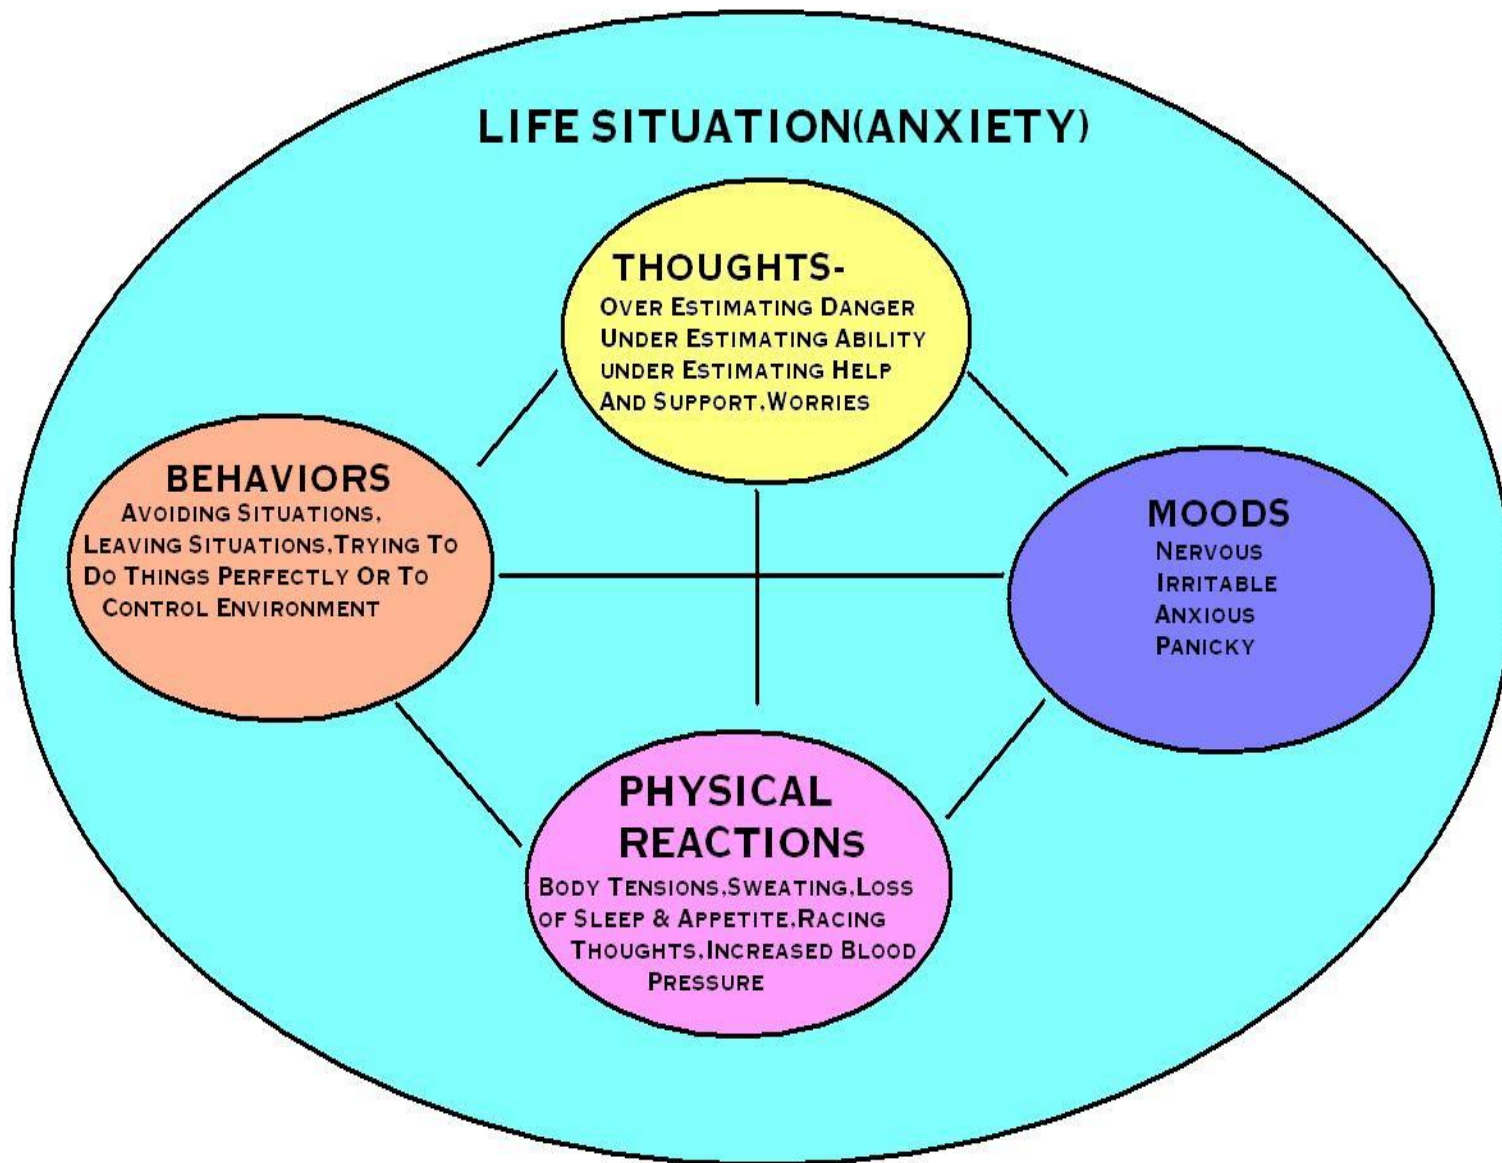 LIFE SITUATION(ANXIETY)
THOUGHTS-
OVER ESTIMATING DANGER
UNDER ESTIMATING ABILITY
UNDER ESTIMATING HELP
AND SUPPORT,WORRIES
BEHAVIORS
AVOIDING SITUATIONS,
LEAVING SITUATIONS,TRYING TO
DO THINGS PERFECTLY OR TO
CONTROL ENVIRONMENT
MOODS
NERVOUS
IRRITABLE
ANXIOUS
PANICKY
PHYSICAL
REACTIONS
BODY TENSIONS,SWEATING,LOSS
OF SLEEP & APPETITE,RACING
THOUGHTS,INCREASED BLOOD
PRESSURE